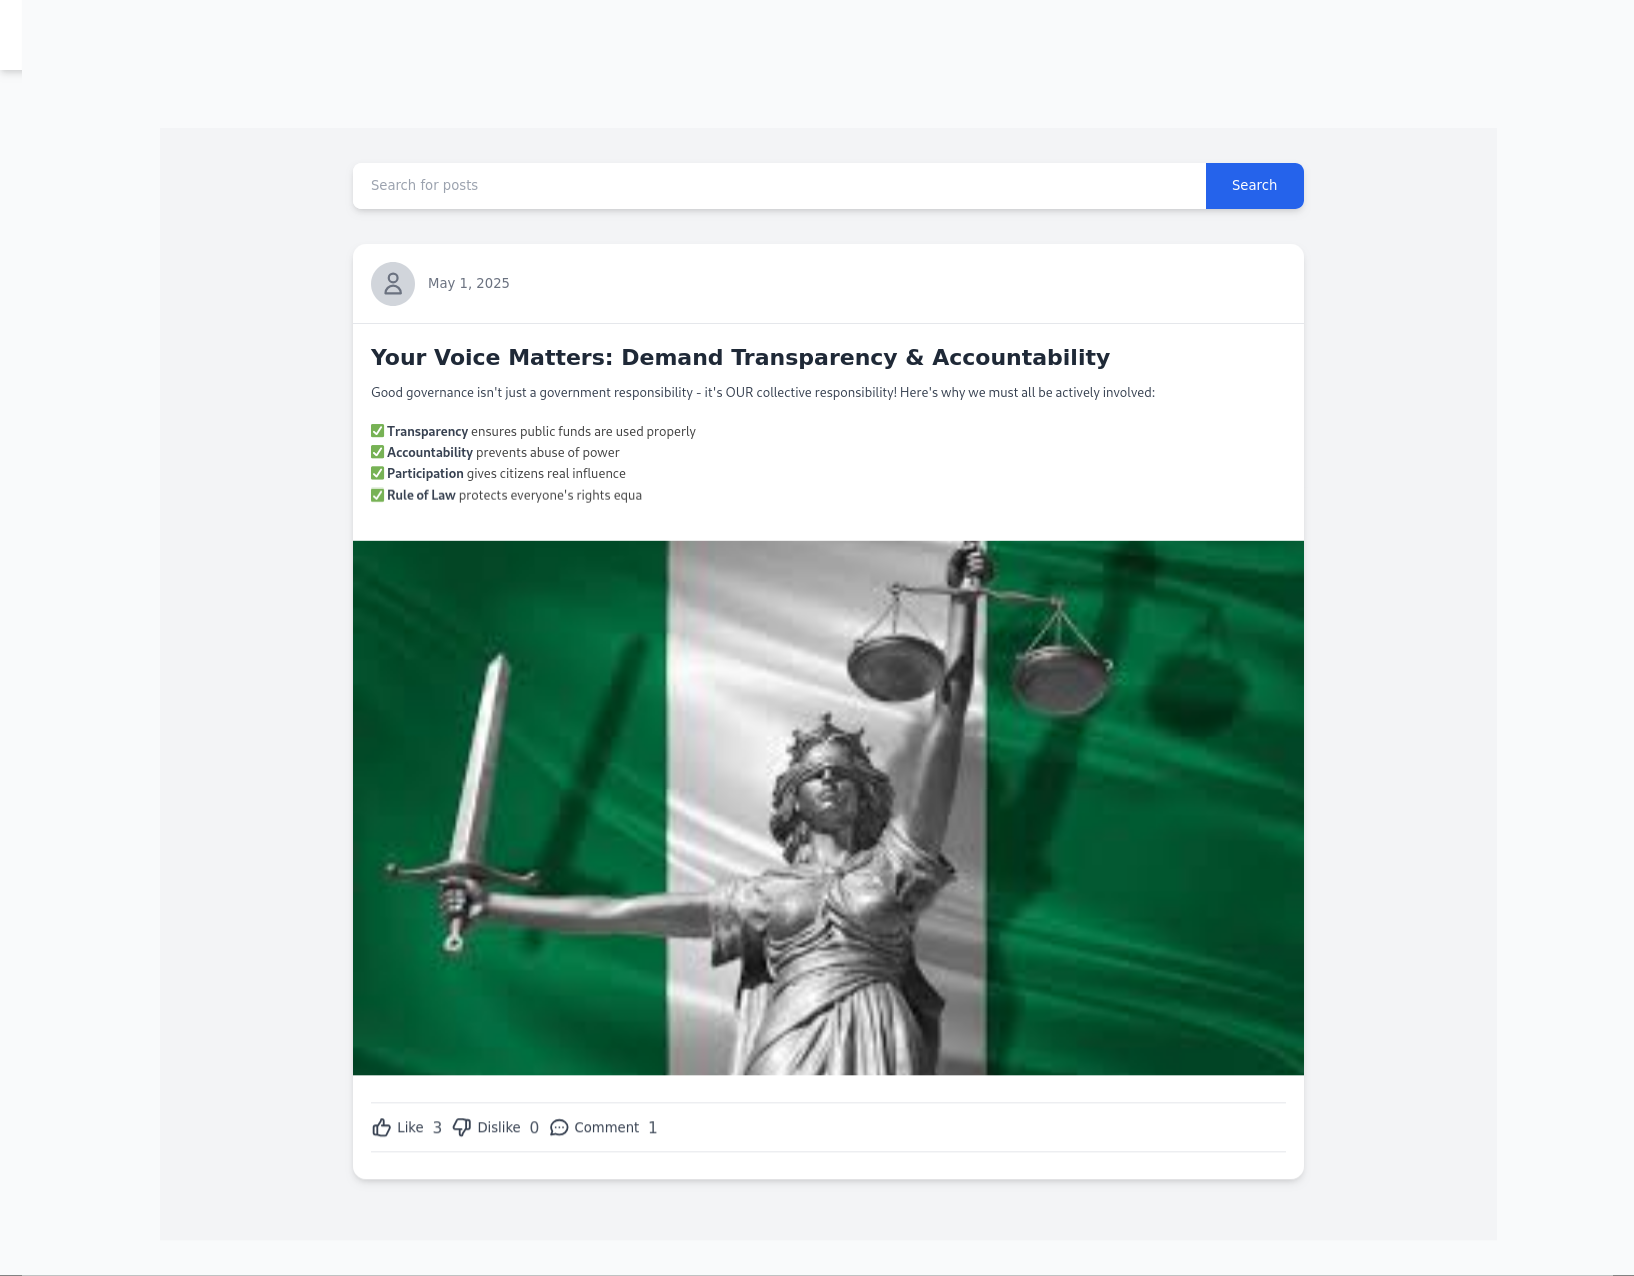 Search for posts
Search
May 1, 2025
Your Voice Matters: Demand Transparency & Accountability
Good governance isn't just a government responsibility - it's OUR collective responsibility! Here's why we must all be actively involved:
✅ Transparency ensures public funds are used properly
✅ Accountability prevents abuse of power
✅ Participation gives citizens real influence
✅ Rule of Law protects everyone's rights equa
Like 3 Dislike 0 Comment 1